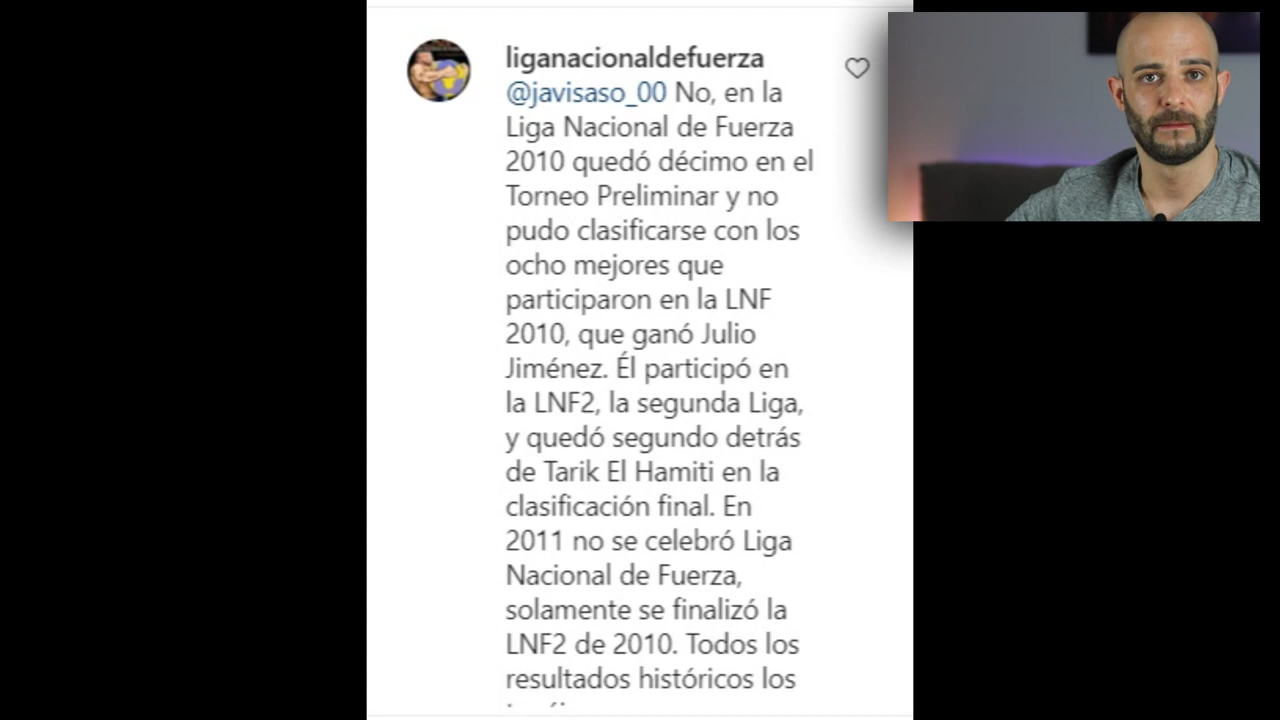 liganacionaldefuerza
@javisaso_00 No, en la
Liga Nacional de Fuerza
2010 quedó décimo en el
Torneo Preliminar y no
pudo clasificarse con los
ocho mejores que
participaron en la LNF
2010, que ganó Julio
Jiménez. Él participó en
la LNF2, la segunda Liga,
y quedó segundo detrás
de Tarik El Hamiti en la
clasificación final. En
2011 no se celebró Liga
Nacional de Fuerza,
solamente se finalizó la
LNF2 de 2010. Todos los
resultados históricos los